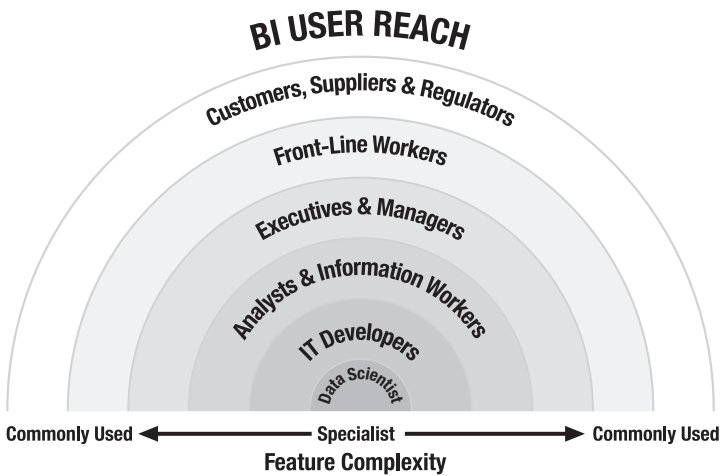 BI USER REACH
Customers, Suppliers & Regulators
Front-Line Workers
Executives & Managers
Analysts & Information Workers
IT Developers
Data Scientist
Commonly Used
Specialist
Commonly Used
Feature Complexity